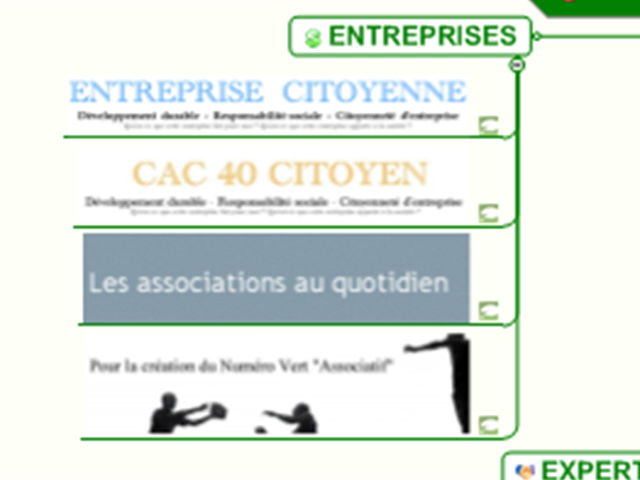 ENTREPRISES
ENTREPRISE CITOYENNE
Développement durable - Responsabilité sociale - Citoyenneté d'entreprise
CAC 40 CITOYEN
Développement durable - Responsabilité sociale - Citoyenneté d'entreprise
Les associations au quotidien
Pour la création du Numéro Vert "Associatif"
EXPERT